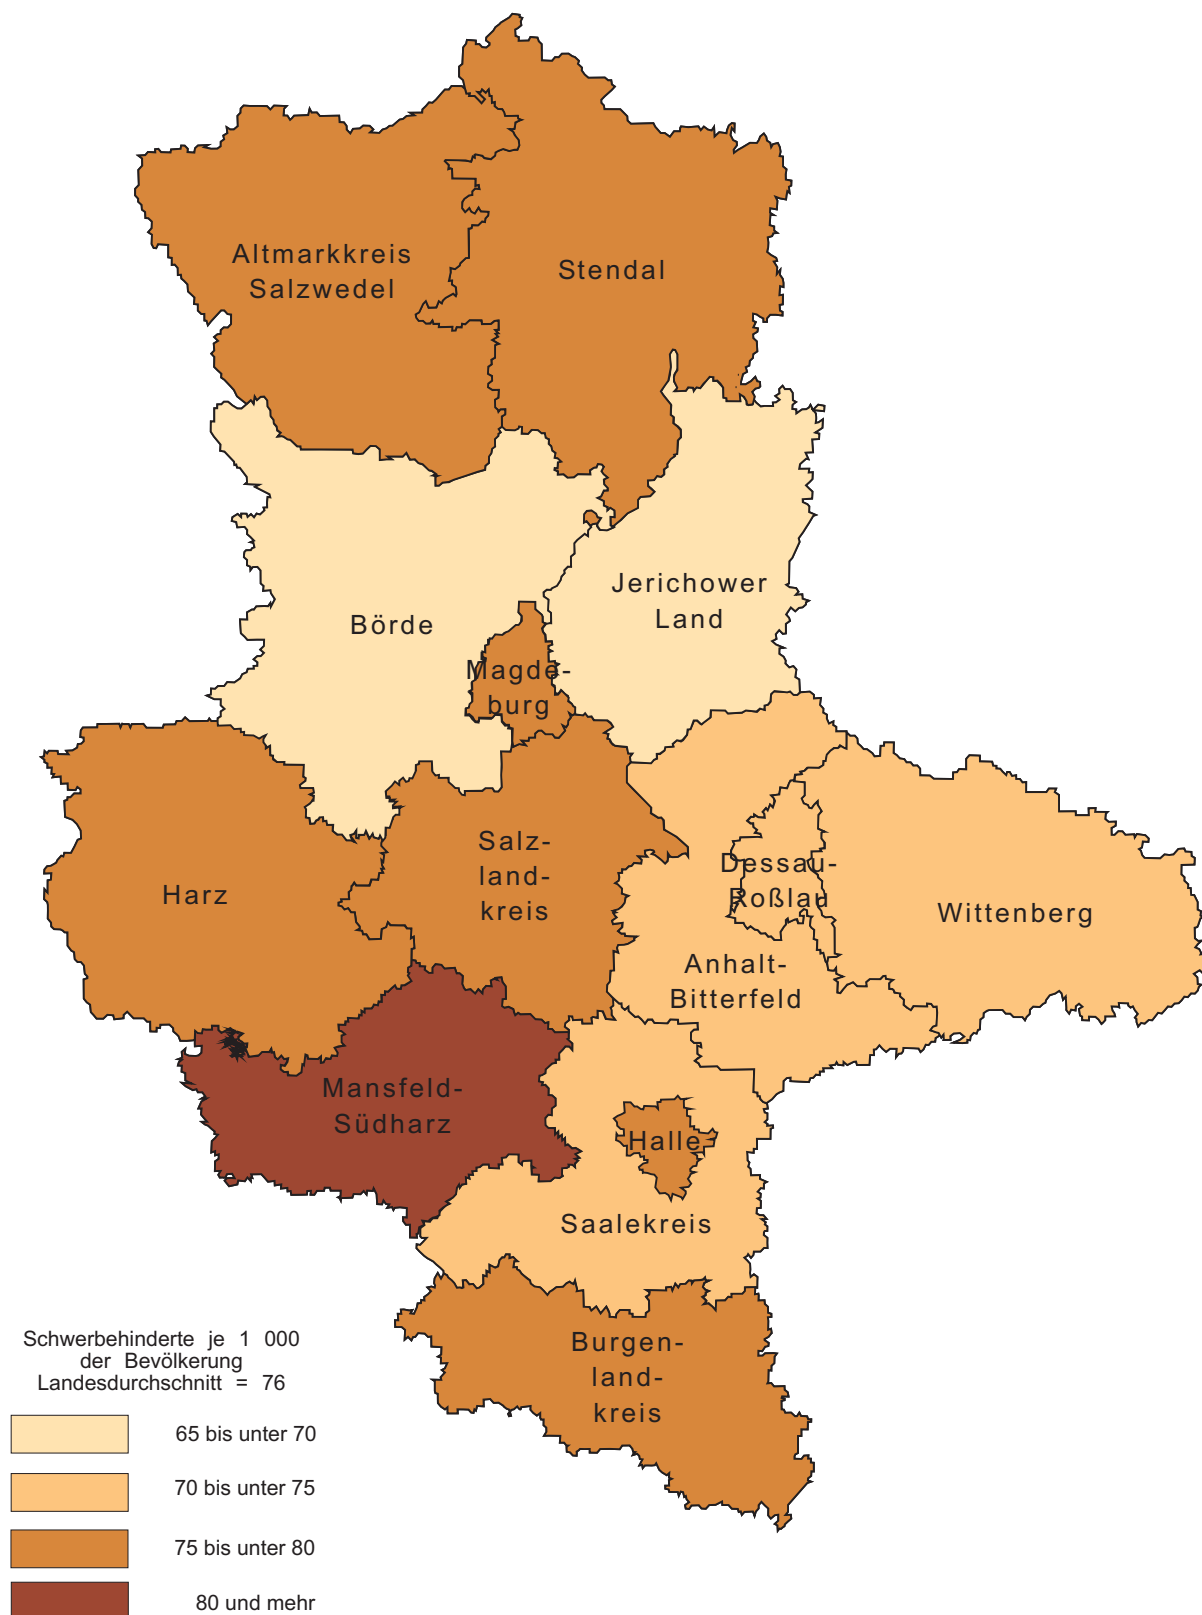 Altmarkkreis
Salzwedel
Stendal
Jerichower
Land
Börde
Magde-
burg
Salz-
land-
kreis
Harz
Dessau-
Roßlau
Wittenberg
Anhalt-
Bitterfeld
Mansfeld-
Südharz
Halle
Saalekreis
Burgen-
land-
kreis
Schwerbehinderte je 1 000
der Bevölkerung
Landesdurchschnitt = 76
65 bis unter 70
70 bis unter 75
75 bis unter 80
80 und mehr